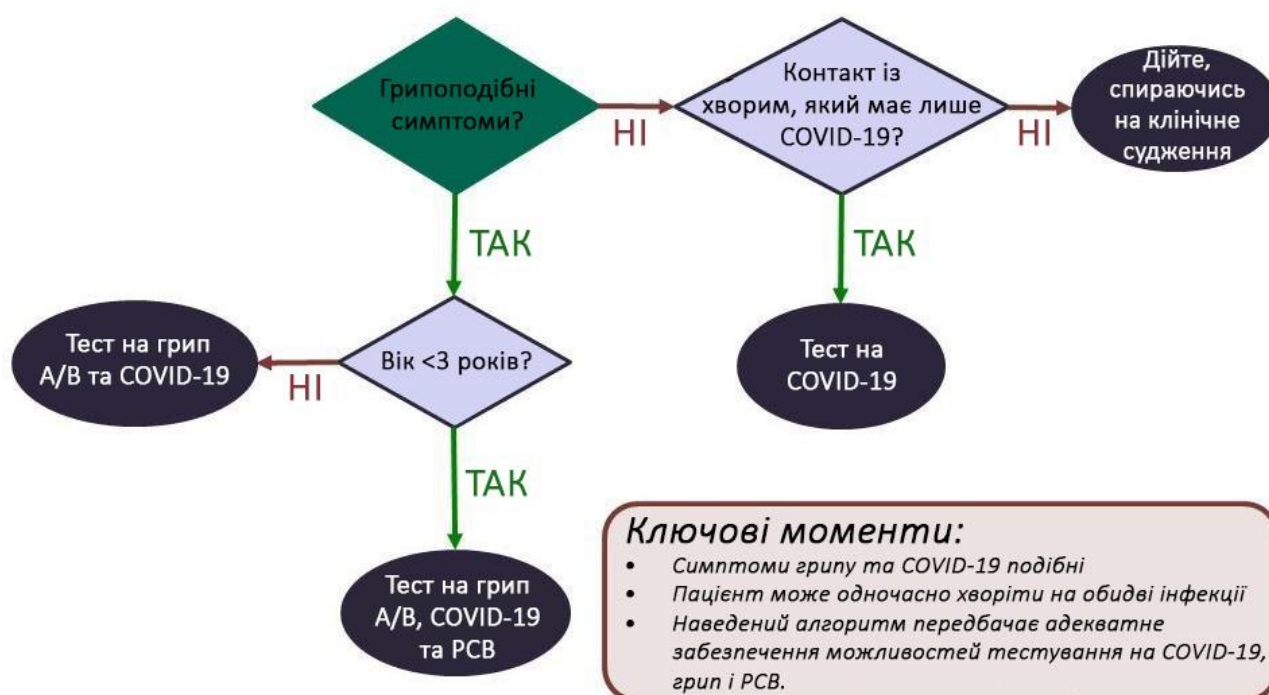 Грипоподібні
симптоми?
НІ
Контакт із
хворим, який має лише
COVID-19?
НІ
Дійте,
спираючись
на клінічне
судження
ТАК
ТАК
Тест на грип
А/В та COVID-19
НІ
Вік <3 років?
Тест на
COVID-19
ТАК
Тест на грип
А/В, COVID-19
та РСВ
Ключові моменти:
• Симптоми грипу та COVID-19 подібні
• Пацієнт може одночасно хворіти на обидві інфекції
• Наведений алгоритм передбачає адекватне
забезпечення можливостей тестування на COVID-19,
грип і РСВ.